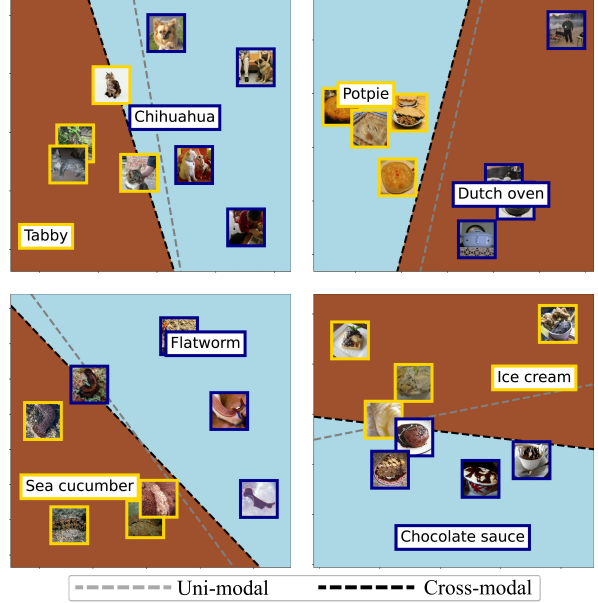 Chihuahua
Tabby
Potpie
Dutch oven
Flatworm
Sea cucumber
Ice cream
Chocolate sauce
Uni-modal
Cross-modal